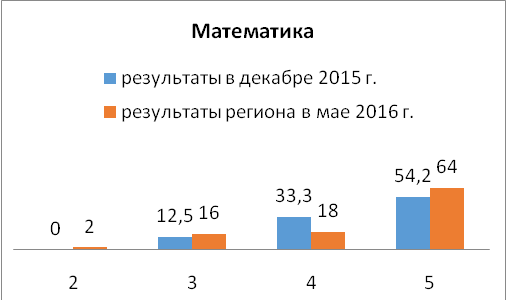 Математика
результаты в декабре 2015 г.
результаты региона в мае 2016 г.
0 2 12,5 16 33,3 18 54,2 64
2 3 4 5